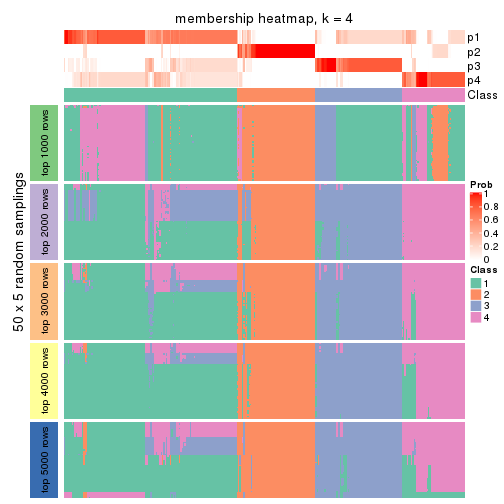 membership heatmap, k = 4
p1
p2
p3
p4
Class
50 x 5 random samplings
top 1000 rows
top 2000 rows
top 3000 rows
top 4000 rows
top 5000 rows
Prob
1
0.8
0.6
0.4
0.2
0
Class
1
2
3
4